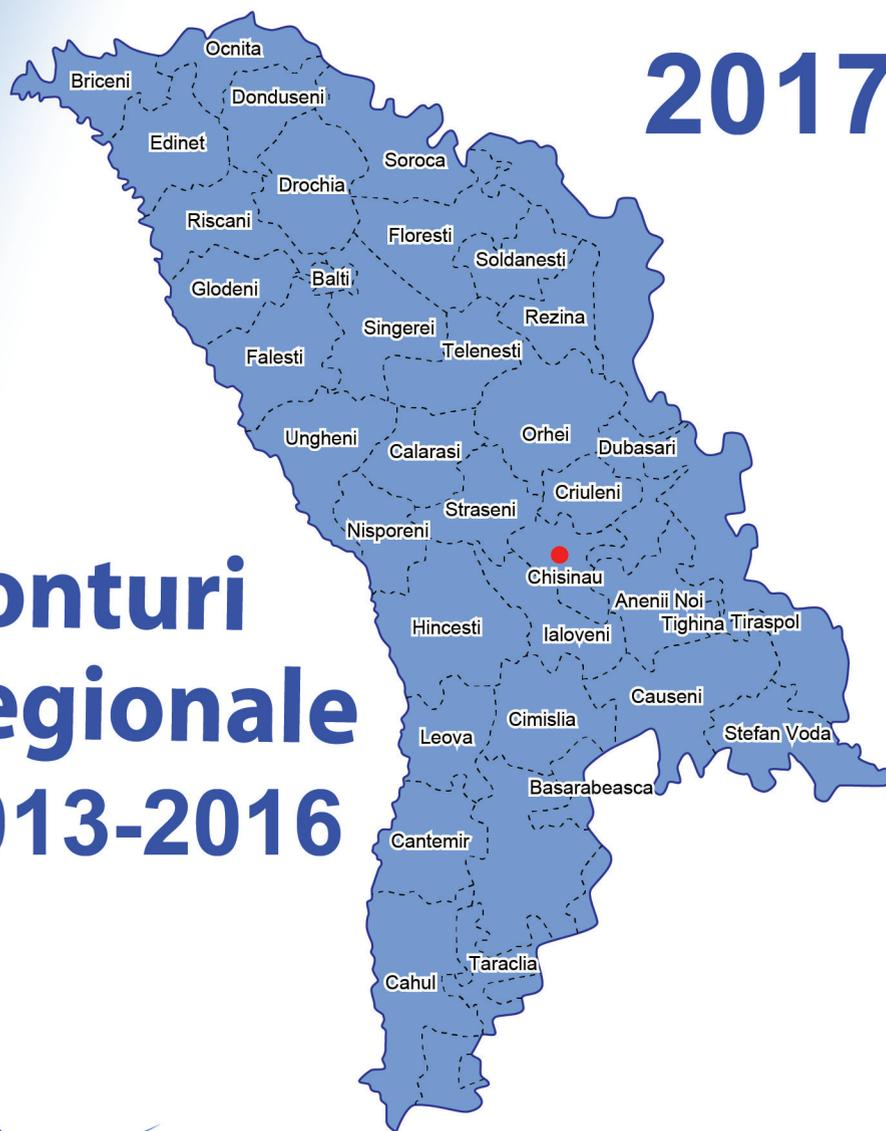 2017
Ocnita
Briceni
Donduseni
Edinet
Soroca
Drochia
Riscani
Floresti
Soldanesti
Balti
Glodeni
Rezina
Singerei
Telenesti
Falesti
Orhei
Ungheni
Dubasari
Calarasi
Criuleni
Straseni
Nisporeni
Chisinau
Anenii Noi
Tighina
Tiraspol
Hincesti
Ialoveni
Causeni
Cimislia
Stefan Voda
Leova
Basarabeasca
Cantemir
Taraclia
Cahul
onturi
egionale
013-2016